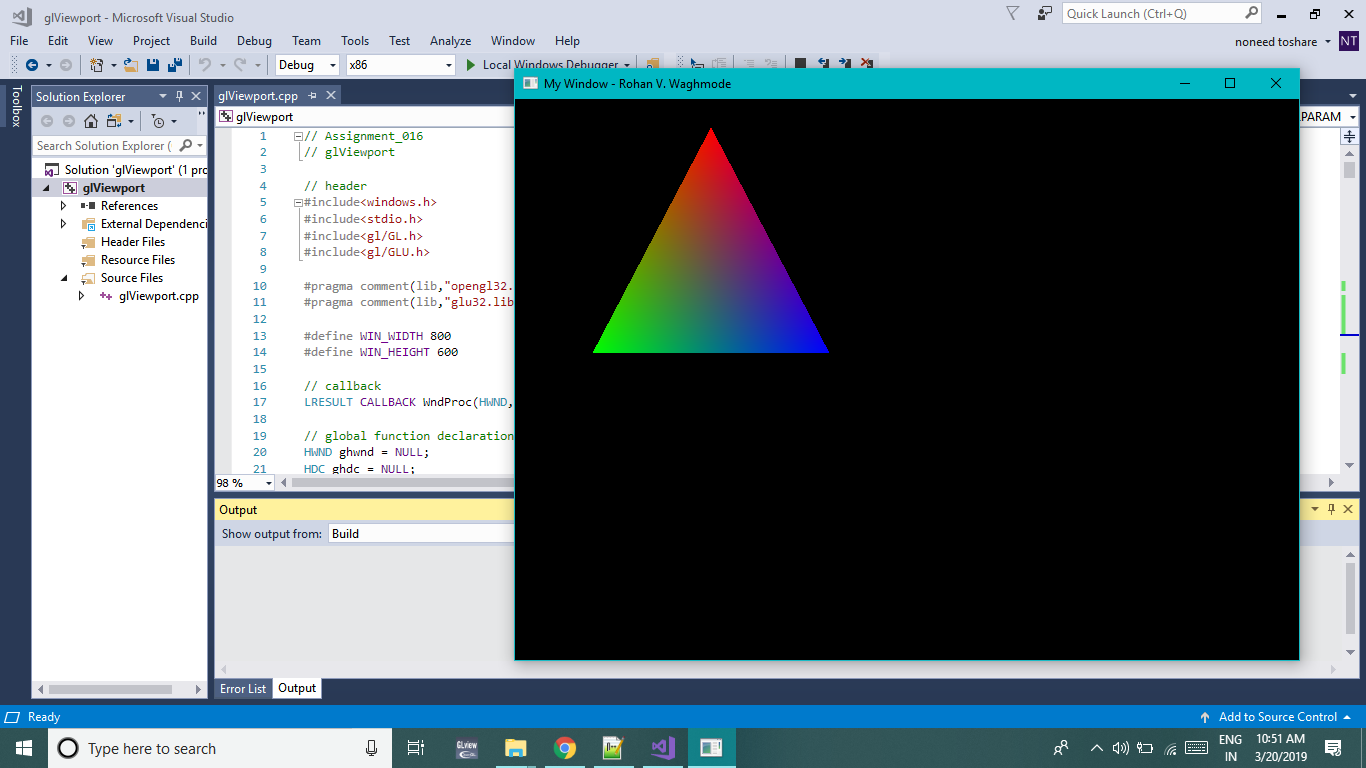 glViewport - Microsoft Visual Studio
Quick Launch (Ctrl+Q)
File Edit View Project Build Debug Team Tools Test Analyze Window Help
noneed toshare NT
Debug x86 Local Windows Debugger
Toolbox
Solution Explorer
Search Solution Explorer (
Solution 'glViewport' (1 pro
glViewport
References
External Dependenci
Header Files
Resource Files
Source Files
glViewport.cpp
glViewport.cpp
glViewport
.PARAM
1 // Assignment_016
2 // glViewport
3
4 // header
5 #include<windows.h>
6 #include<stdio.h>
7 #include<gl/GL.h>
8 #include<gl/GLU.h>
9
10 #pragma comment(lib,"opengl32.
11 #pragma comment(lib,"glu32.lib
12
13 #define WIN_WIDTH 800
14 #define WIN_HEIGHT 600
15
16 // callback
17 LRESULT CALLBACK WndProc(HWND,
18
19 // global function declaration
20 HWND ghwnd = NULL;
21 HDC ghdc = NULL;
98 %
My Window - Rohan V. Waghmode
Output
Show output from: Build
Error List Output
Ready
Add to Source Control
Type here to search
GLview
ENG
IN
10:51 AM
3/20/2019